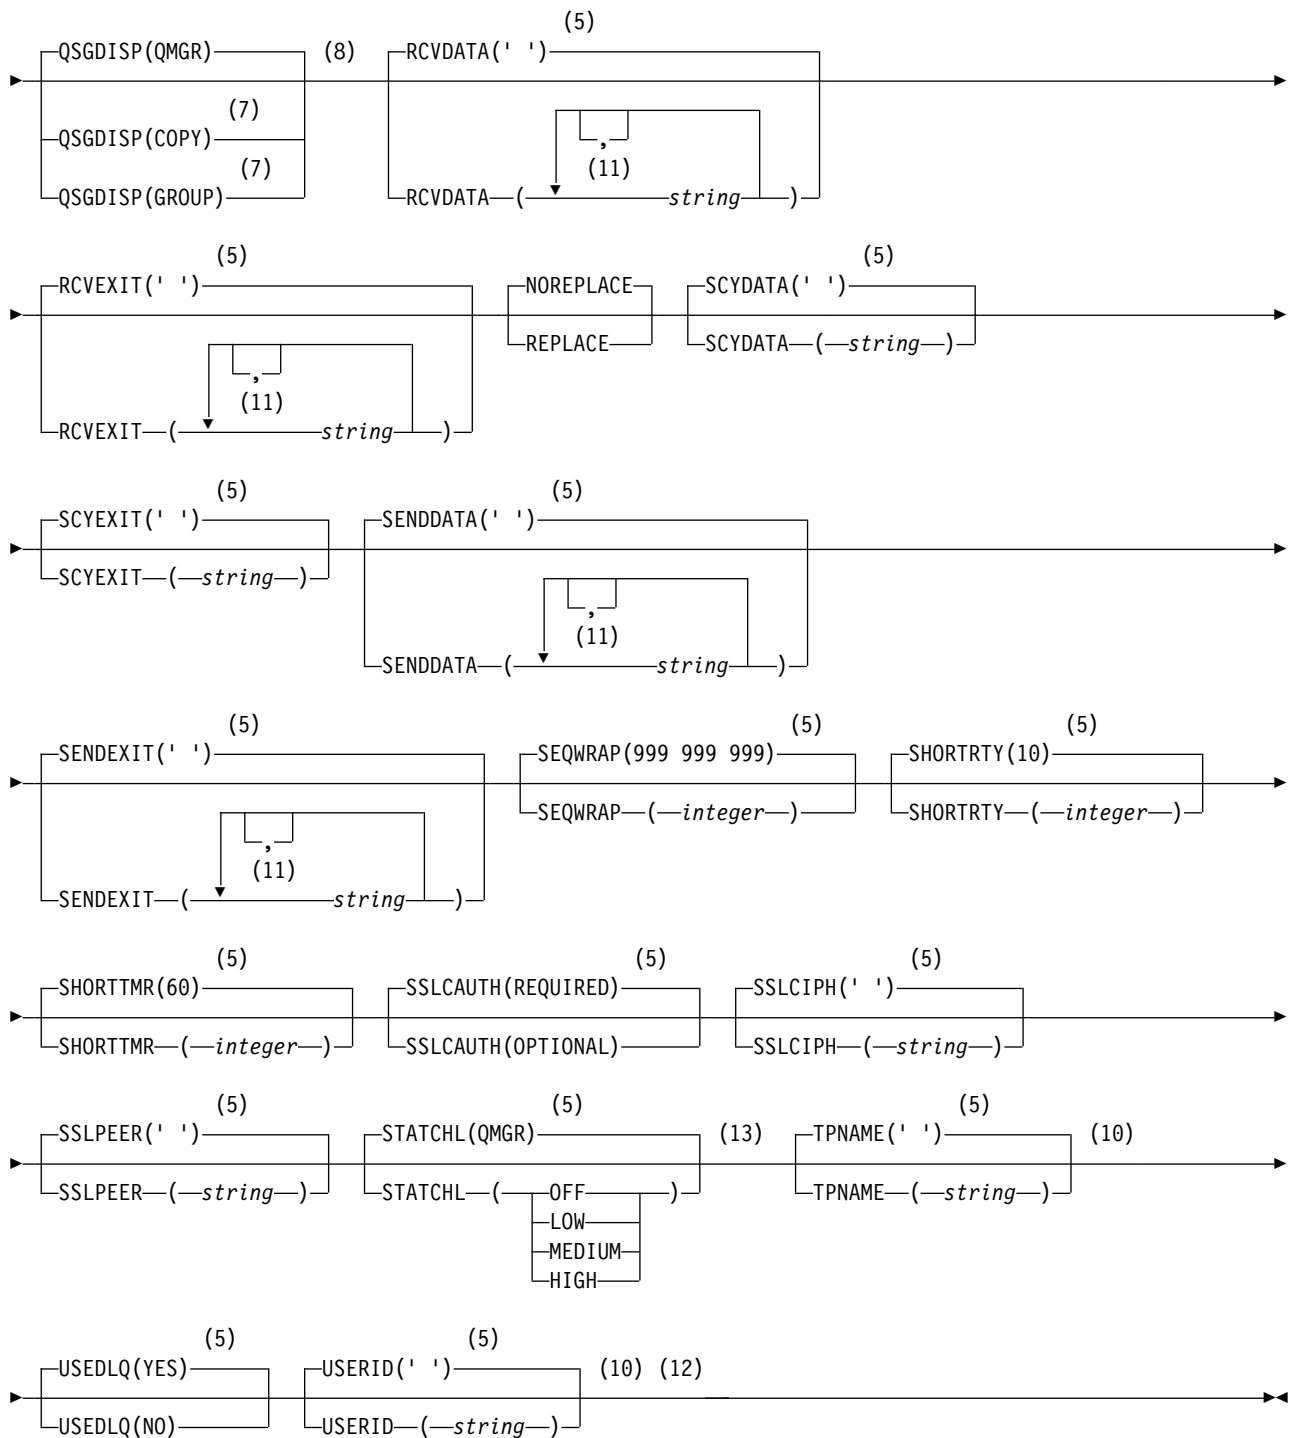 (5)
QSGDISP(QMGR) (8) RCVDATA(' ')
(7)
QSGDISP(COPY) ,
(7) (11)
QSGDISP(GROUP) RCVDATA ( string )
(5) (5)
RCVEXIT(' ') NOREPLACE SCYDATA(' ')
REPLACE SCYDATA ( string )
,
(11)
RCVEXIT ( string )
(5) (5)
SCYEXIT(' ') SENDDATA(' ')
SCYEXIT ( string )
,
(11)
SENDDATA ( string )
(5) (5) (5)
SENDEXIT(' ') SEQWRAP(999 999 999) SHORTRTY(10)
SEQWRAP ( integer ) SHORTRTY ( integer )
,
(11)
SENDEXIT ( string )
(5) (5) (5)
SHORTTMR(60) SSLCAUTH(REQUIRED) SSLCIPH(' ')
SHORTTMR ( integer ) SSLCAUTH(OPTIONAL) SSLCIPH ( string )
(5) (5) (5)
SSLPEER(' ') STATCHL(QMGR) (13) TPNAME(' ') (10)
SSLPEER ( string ) STATCHL ( OFF ) TPNAME ( string )
LOW
MEDIUM
HIGH
(5) (5)
USEDLQ(YES) USERID(' ') (10) (12)
USEDLQ(NO) USERID ( string )